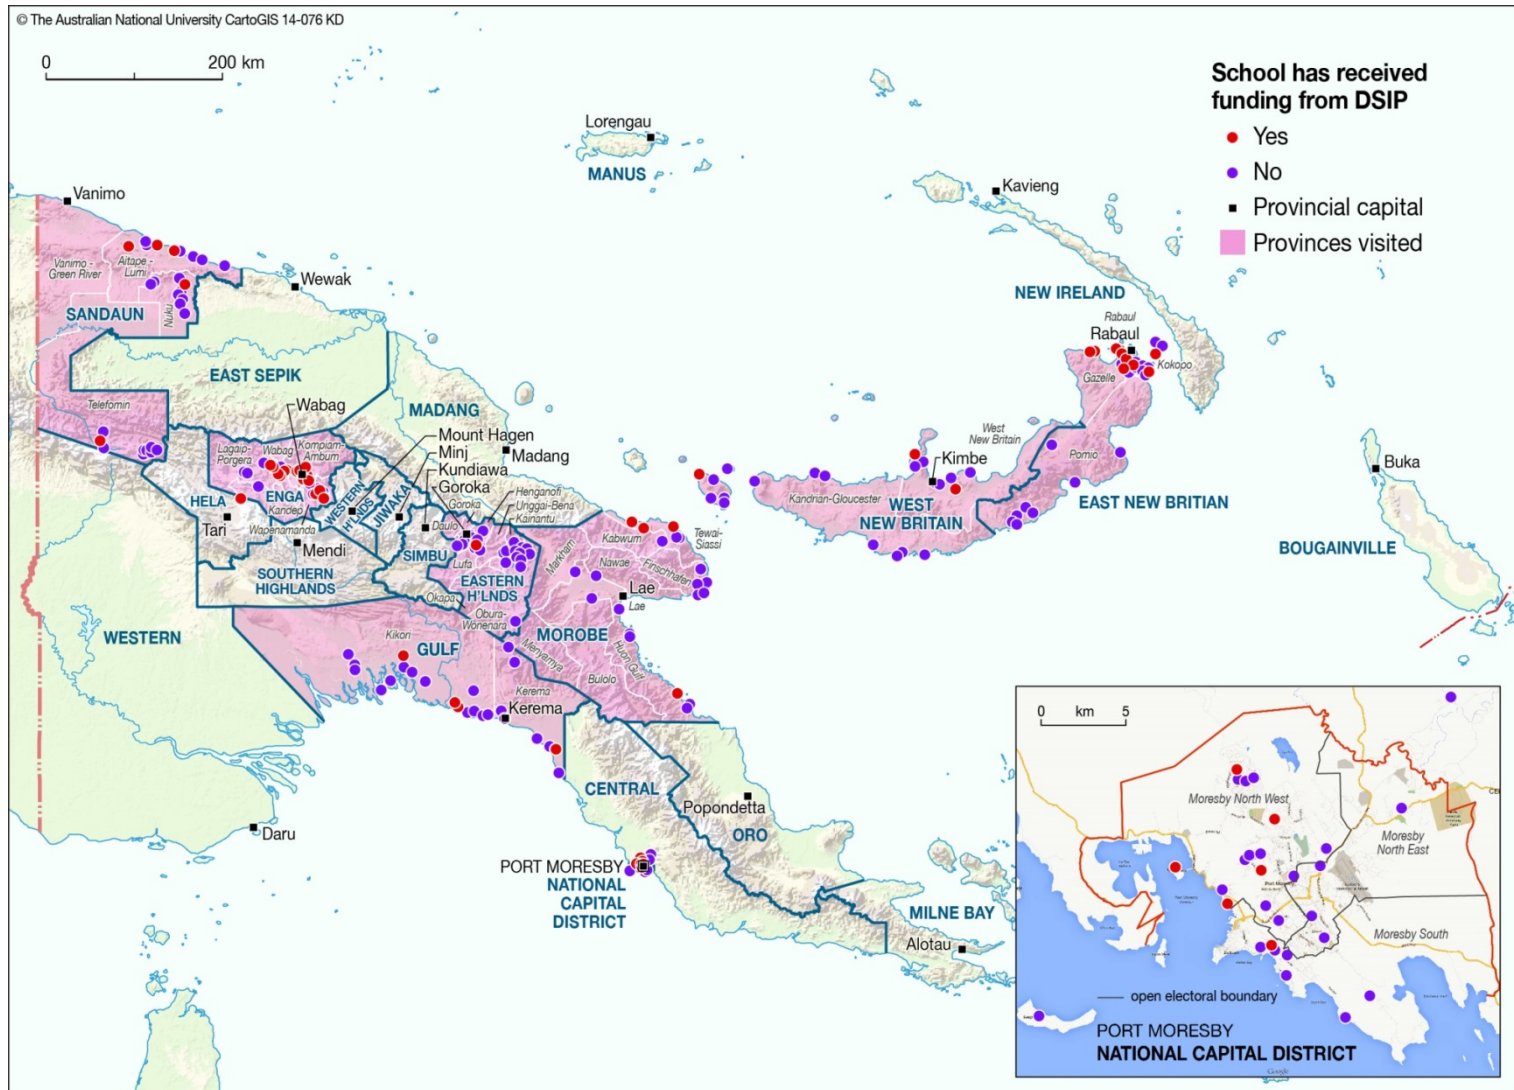 © The Australian National University CartoGIS 14-076 KD
0
200 km
School has received
funding from DSIP
Yes
No
Provincial capital
Provinces visited
Lorengau
MANUS
Kavieng
NEW IRELAND
Vanimo
Vanimo -
Green River
Aitape -
Lumi
Nuku
SANDAUN
Wewak
EAST SEPIK
Telefomin
MADANG
Madang
Rabaul
Rabaul
Kokopo
Gazelle
West
New Britain
Pomio
Kimbe
Kandrian-Gloucester
WEST
NEW BRITAIN
EAST NEW BRITIAN
Buka
BOUGAINVILLE
Wabag
Mount Hagen
Minj
Kundiawa
Goroka
Lagaip-
Porgera
Wabag
Kompiam-
Ambum
ENGA
Kandep
Wapenamanda
HELA
Tari
Mendi
SOUTHERN
HIGHLANDS
WESTERN
H'LNDS
JIWAKA
SIMBU
Goroka
Daulo
Henganofi
Unggai-Bena
Kainantu
Lufa
EASTERN
H'LNDS
Okapa
Obura-
Wonenara
Markham
Kabwum
Tewai-
Siassi
Nawae
Finschhafen
Lae
Lae
MOROBE
Menyamya
Bulolo
Huon Gulf
WESTERN
Kikori
GULF
Kerema
Kerema
Daru
CENTRAL
Popondetta
ORO
PORT MORESBY
NATIONAL
CAPITAL
DISTRICT
MILNE BAY
Alotau
0
km
5
Moresby North West
Moresby
North East
Moresby South
open electoral boundary
PORT MORESBY
NATIONAL CAPITAL DISTRICT
Google